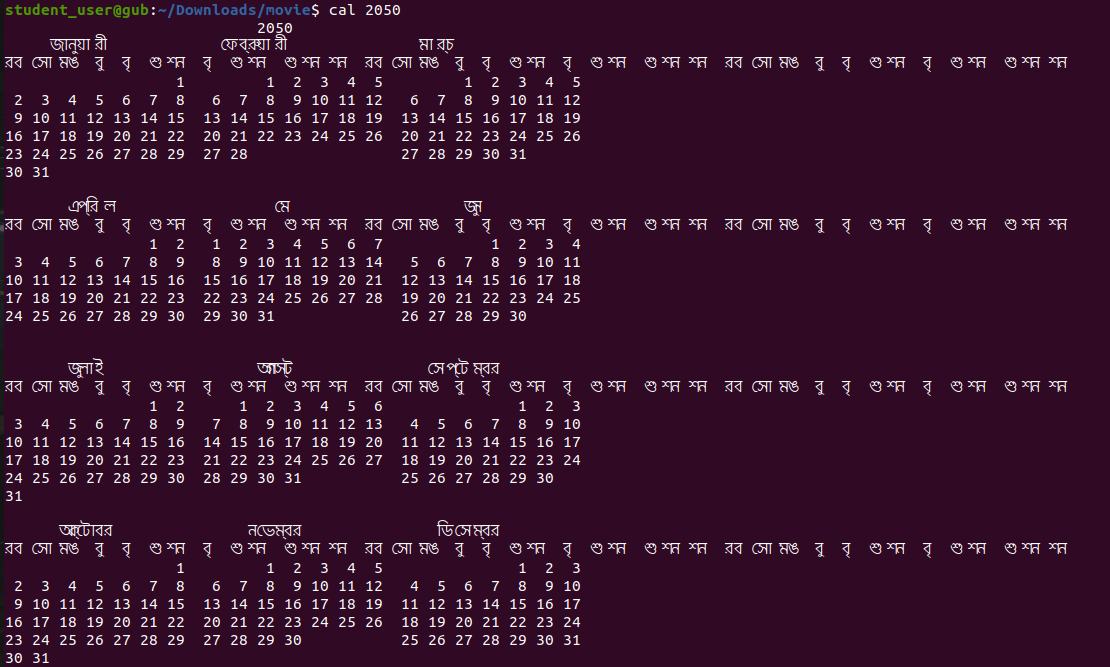 student_user@gub:~/Downloads/movie$ cal 2050
2050
জানুয়ারী ফেব্রুয়ারী মার্চ
রব সো মঙ বু বৃ শু শন বৃ শু শন শু শন শন রব সো মঙ বু বৃ শু শন বৃ শু শন শু শন শন রব সো মঙ বু বৃ শু শন বৃ শু শন শু শন শন
1 1 2 3 4 5 1 2 3 4 5
2 3 4 5 6 7 8 6 7 8 9 10 11 12 6 7 8 9 10 11 12
9 10 11 12 13 14 15 13 14 15 16 17 18 19 13 14 15 16 17 18 19
16 17 18 19 20 21 22 20 21 22 23 24 25 26 20 21 22 23 24 25 26
23 24 25 26 27 28 29 27 28 27 28 29 30 31
30 31
এপ্রিল মে জুন
রব সো মঙ বু বৃ শু শন বৃ শু শন শু শন শন রব সো মঙ বু বৃ শু শন বৃ শু শন শু শন শন রব সো মঙ বু বৃ শু শন বৃ শু শন শু শন শন
1 2 1 2 3 4 5 6 7 1 2 3 4
3 4 5 6 7 8 9 8 9 10 11 12 13 14 5 6 7 8 9 10 11
10 11 12 13 14 15 16 15 16 17 18 19 20 21 12 13 14 15 16 17 18
17 18 19 20 21 22 23 22 23 24 25 26 27 28 19 20 21 22 23 24 25
24 25 26 27 28 29 30 29 30 31 26 27 28 29 30
জুলাই আগস্ট সেপ্টেম্বর
রব সো মঙ বু বৃ শু শন বৃ শু শন শু শন শন রব সো মঙ বু বৃ শু শন বৃ শু শন শু শন শন রব সো মঙ বু বৃ শু শন বৃ শু শন শু শন শন
1 2 1 2 3 4 5 6 1 2 3
3 4 5 6 7 8 9 7 8 9 10 11 12 13 4 5 6 7 8 9 10
10 11 12 13 14 15 16 14 15 16 17 18 19 20 11 12 13 14 15 16 17
17 18 19 20 21 22 23 21 22 23 24 25 26 27 18 19 20 21 22 23 24
24 25 26 27 28 29 30 28 29 30 31 25 26 27 28 29 30
31
অক্টোবর নভেম্বর ডিসেম্বর
রব সো মঙ বু বৃ শু শন বৃ শু শন শু শন শন রব সো মঙ বু বৃ শু শন বৃ শু শন শু শন শন রব সো মঙ বু বৃ শু শন বৃ শু শন শু শন শন
1 1 2 3 4 5 1 2 3
2 3 4 5 6 7 8 6 7 8 9 10 11 12 4 5 6 7 8 9 10
9 10 11 12 13 14 15 13 14 15 16 17 18 19 11 12 13 14 15 16 17
16 17 18 19 20 21 22 20 21 22 23 24 25 26 18 19 20 21 22 23 24
23 24 25 26 27 28 29 27 28 29 30 25 26 27 28 29 30 31
30 31